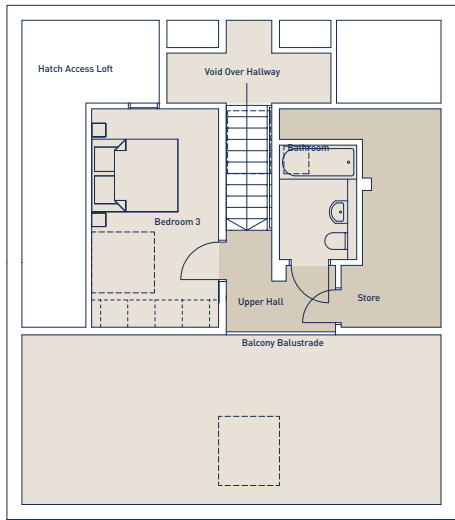 Hatch Access Loft
Void Over Hallway
Bathroom
Bedroom 3
Upper Hall
Store
Balcony Balustrade